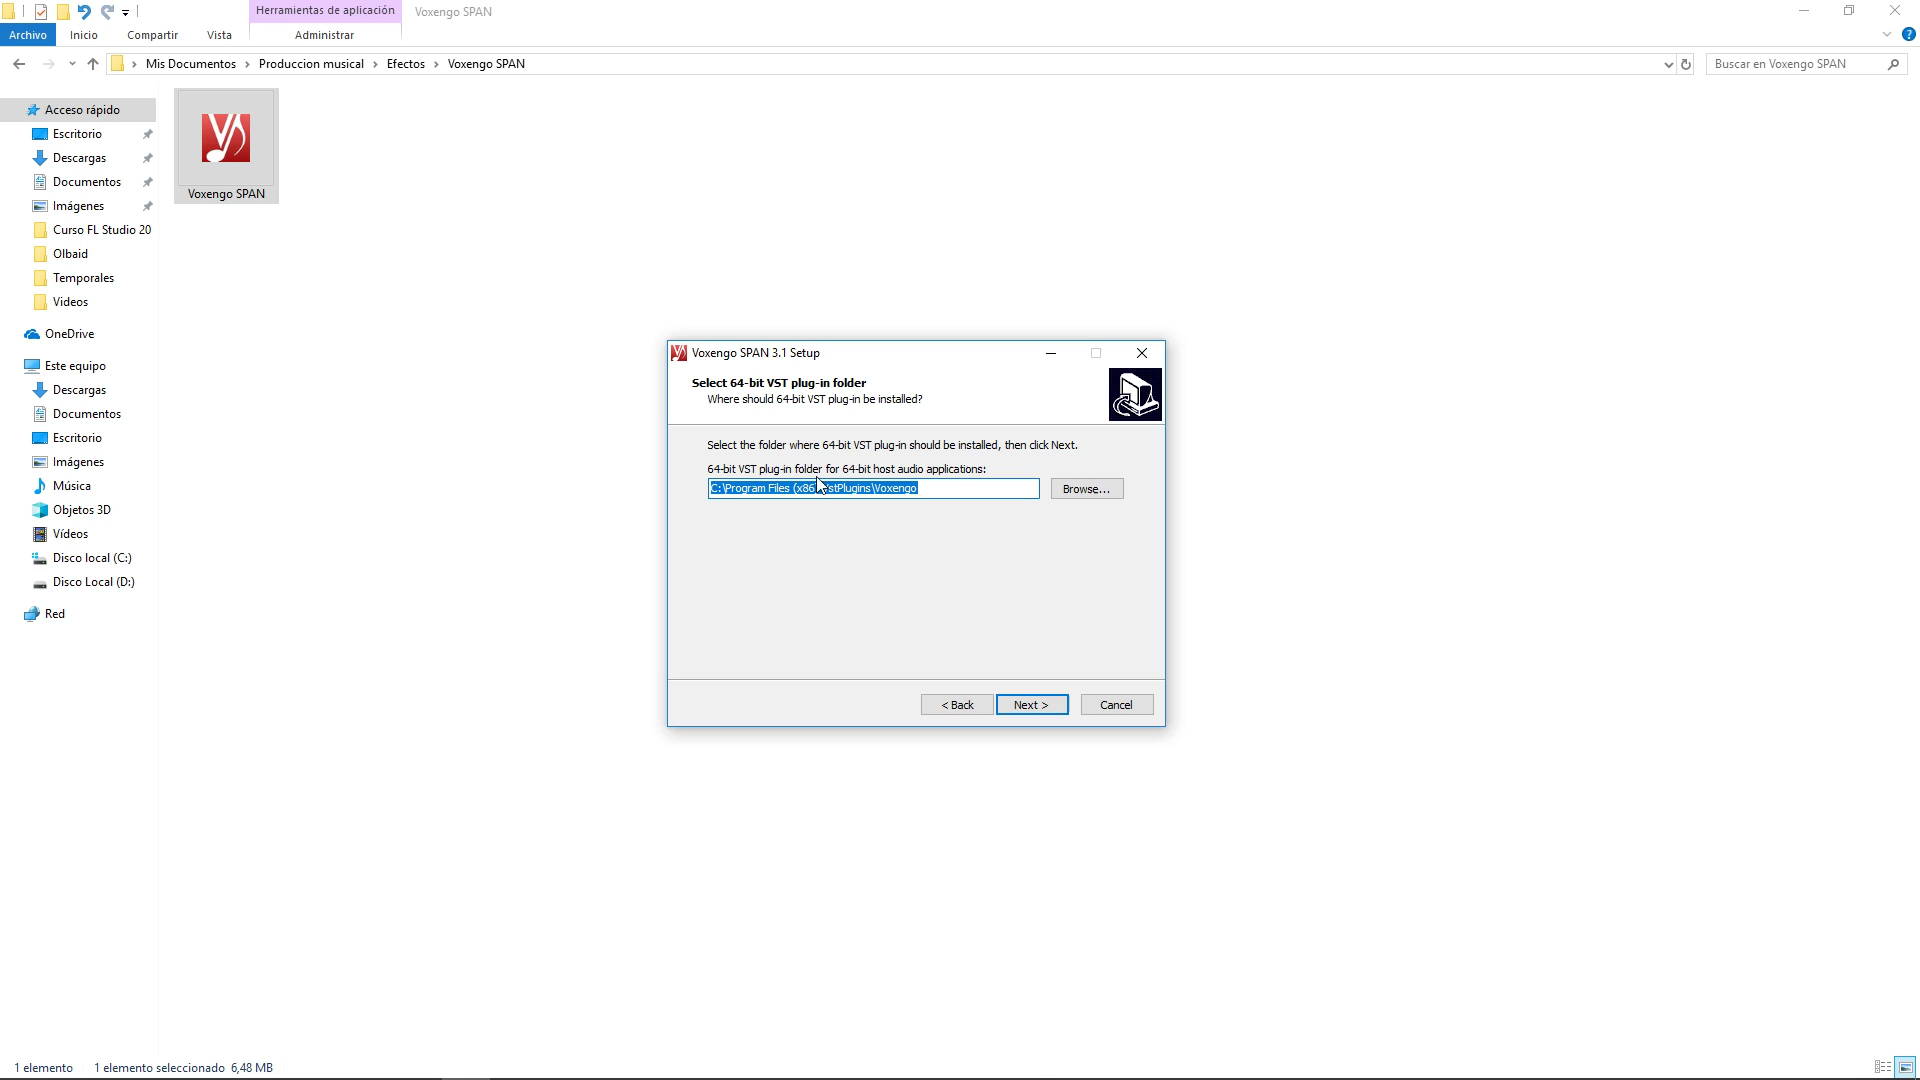 Herramientas de aplicación
Voxengo SPAN
Archivo
Inicio
Compartir
Vista
Administrar
Mis Documentos
Produccion musical
Efectos
Voxengo SPAN
Buscar en Voxengo SPAN
Acceso rápido
Escritorio
Descargas
Documentos
Imágenes
Curso FL Studio 20
Olbaid
Temporales
Videos
OneDrive
Este equipo
Descargas
Documentos
Escritorio
Imágenes
Música
Objetos 3D
Vídeos
Disco local (C:)
Disco Local (D:)
Red
Voxengo SPAN
Voxengo SPAN 3.1 Setup
Select 64-bit VST plug-in folder
Where should 64-bit VST plug-in be installed?
Select the folder where 64-bit VST plug-in should be installed, then click Next.
64-bit VST plug-in folder for 64-bit host audio applications:
C:\Program Files (x86 stPlugins\Voxengo
Browse...
< Back
Next >
Cancel
1 elemento
1 elemento seleccionado 6,48 MB